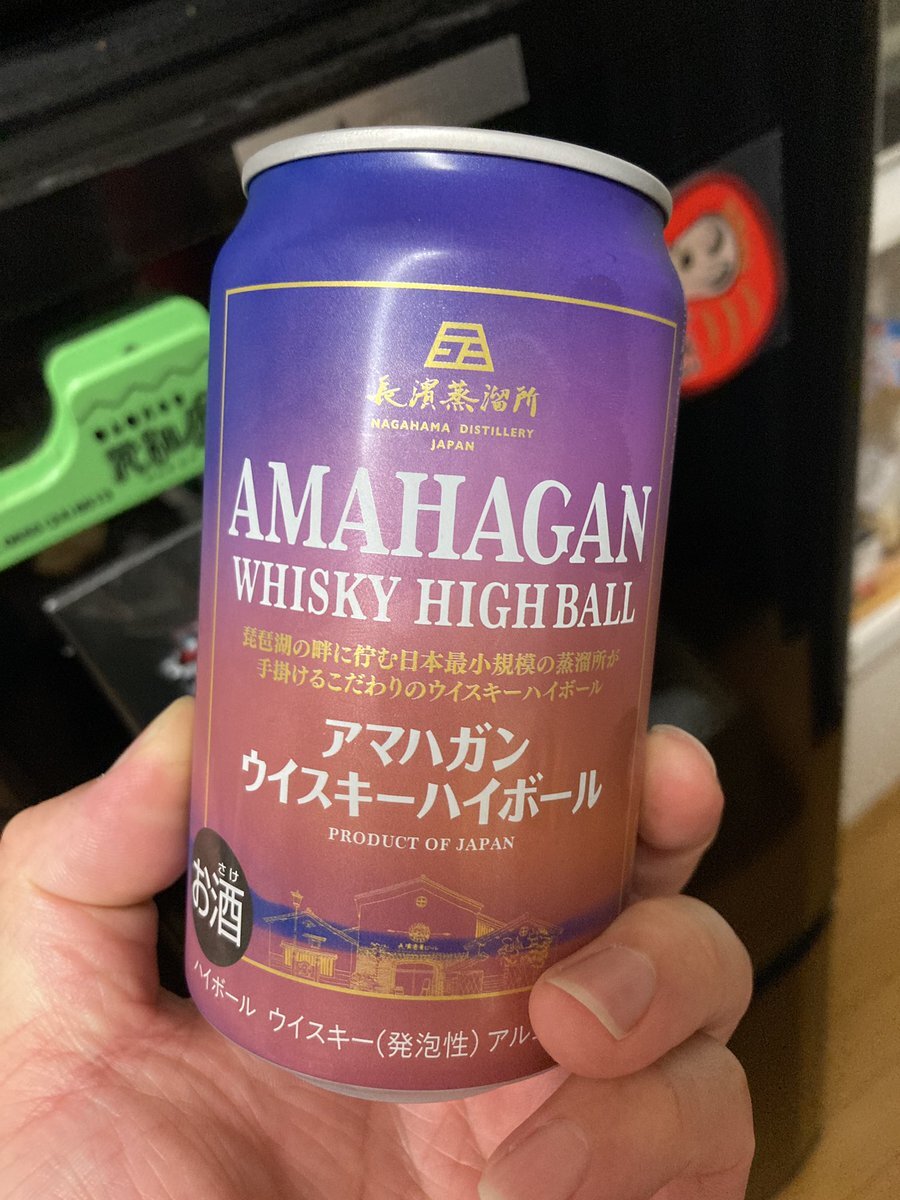 長濱蒸溜所
NAGAHAMA DISTILLERY
JAPAN
AMAHAGAN
WHISKY HIGHBALL
琵琶湖の畔に佇む日本最小規模の蒸溜所が
手掛けるこだわりのウイスキーハイボール
アマハガン
ウイスキーハイボール
PRODUCT OF JAPAN
さけ
お酒
ハイボール ウイスキー(発泡性)